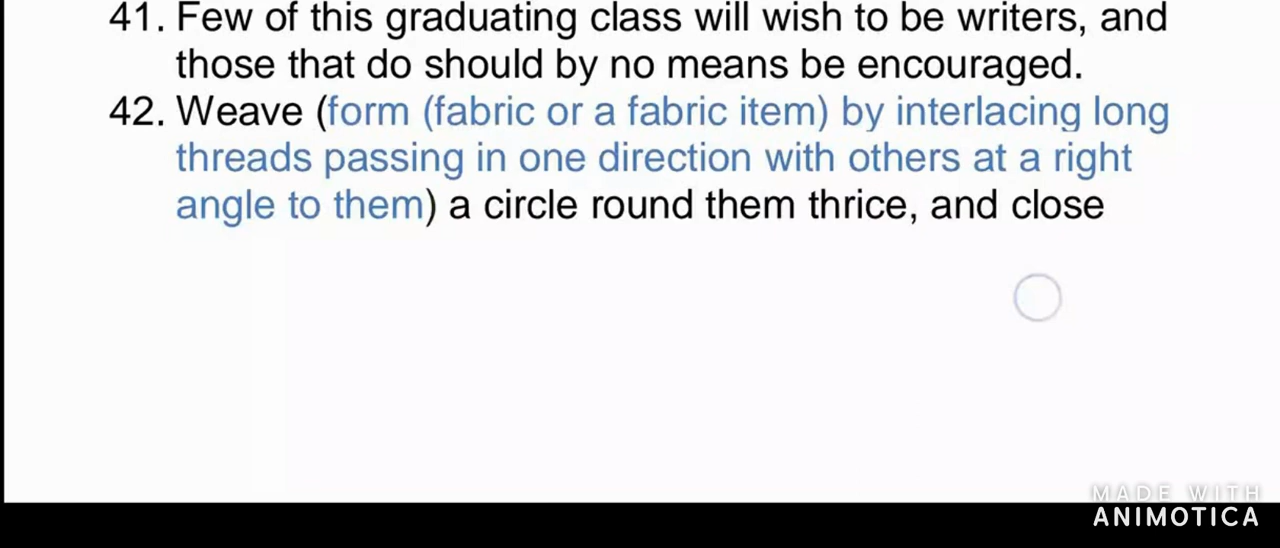 41. Few of this graduating class will wish to be writers, and
those that do should by no means be encouraged.
42. Weave (form (fabric or a fabric item) by interlacing long
threads passing in one direction with others at a right
angle to them) a circle round them thrice, and close
MADE WITH
ANIMOTICA